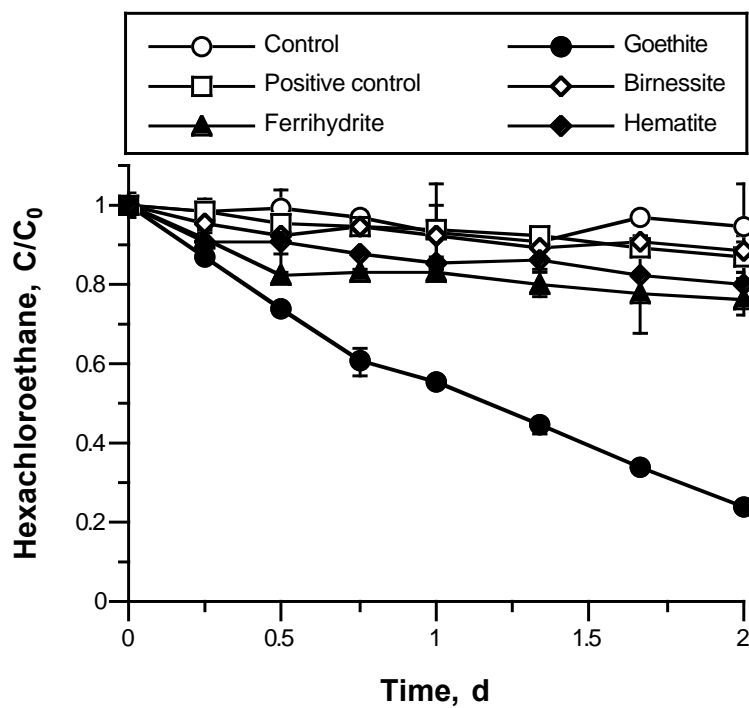 Control Goethite
Positive control Birnessite
Ferrihydrite Hematite
Hexachloroethane, C/C0
1
0.8
0.6
0.4
0.2
0
0 0.5 1 1.5 2
Time, d